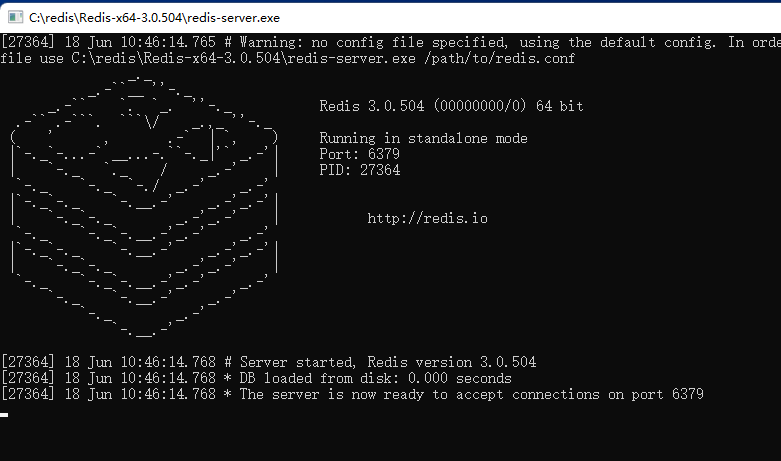 C:\redis\Redis-x64-3.0.504\redis-server.exe
[27364] 18 Jun 10:46:14.765 # Warning: no config file specified, using the default config. In orde
file use C:\redis\Redis-x64-3.0.504\redis-server.exe /path/to/redis.conf
Redis 3.0.504 (00000000/0) 64 bit
Running in standalone mode
Port: 6379
PID: 27364
http://redis.io
[27364] 18 Jun 10:46:14.768 # Server started, Redis version 3.0.504
[27364] 18 Jun 10:46:14.768 * DB loaded from disk: 0.000 seconds
[27364] 18 Jun 10:46:14.768 * The server is now ready to accept connections on port 6379